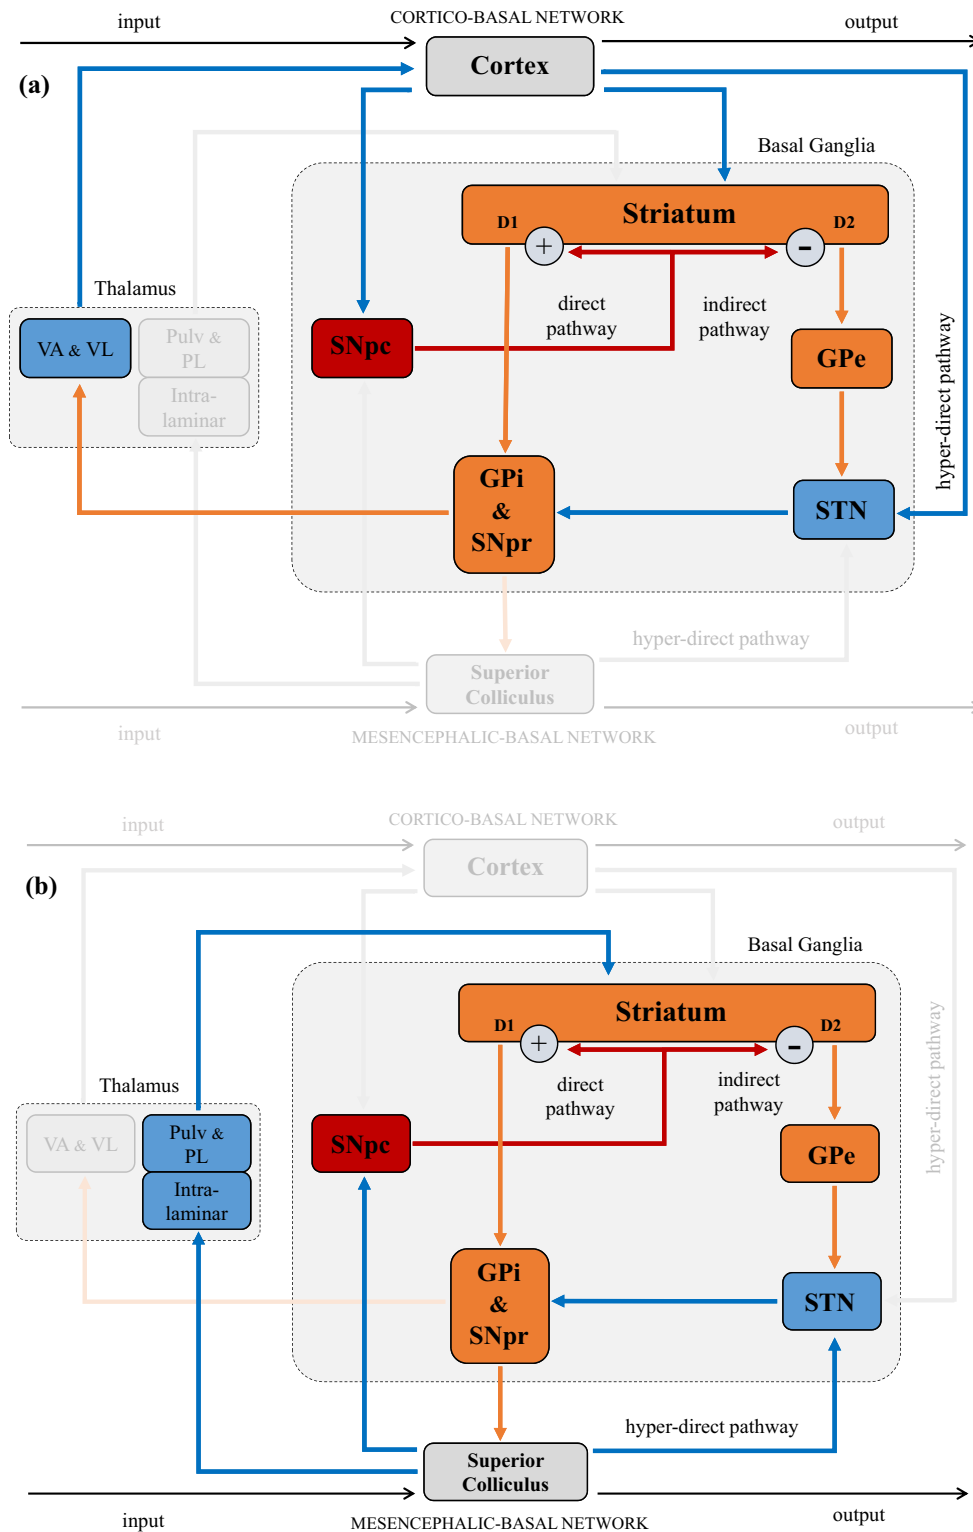 CORTICO-BASAL NETWORK
input
output
(a)
Cortex
Basal Ganglia
Striatum
D1
D2
+
-
Thalamus
direct
pathway
indirect
pathway
VA & VL
Pulv &
PL
Intra-
laminar
SNpc
GPe
hyper-direct pathway
GPi
&
SNpr
STN
hyper-direct pathway
Superior
Colliculus
input
output
MESENCEPHALIC-BASAL NETWORK
CORTICO-BASAL NETWORK
input
output
(b)
Cortex
Basal Ganglia
Striatum
D1
D2
+
-
Thalamus
direct
pathway
indirect
pathway
VA & VL
Pulv &
PL
Intra-
laminar
SNpc
GPe
hyper-direct pathway
GPi
&
SNpr
STN
hyper-direct pathway
Superior
Colliculus
input
output
MESENCEPHALIC-BASAL NETWORK